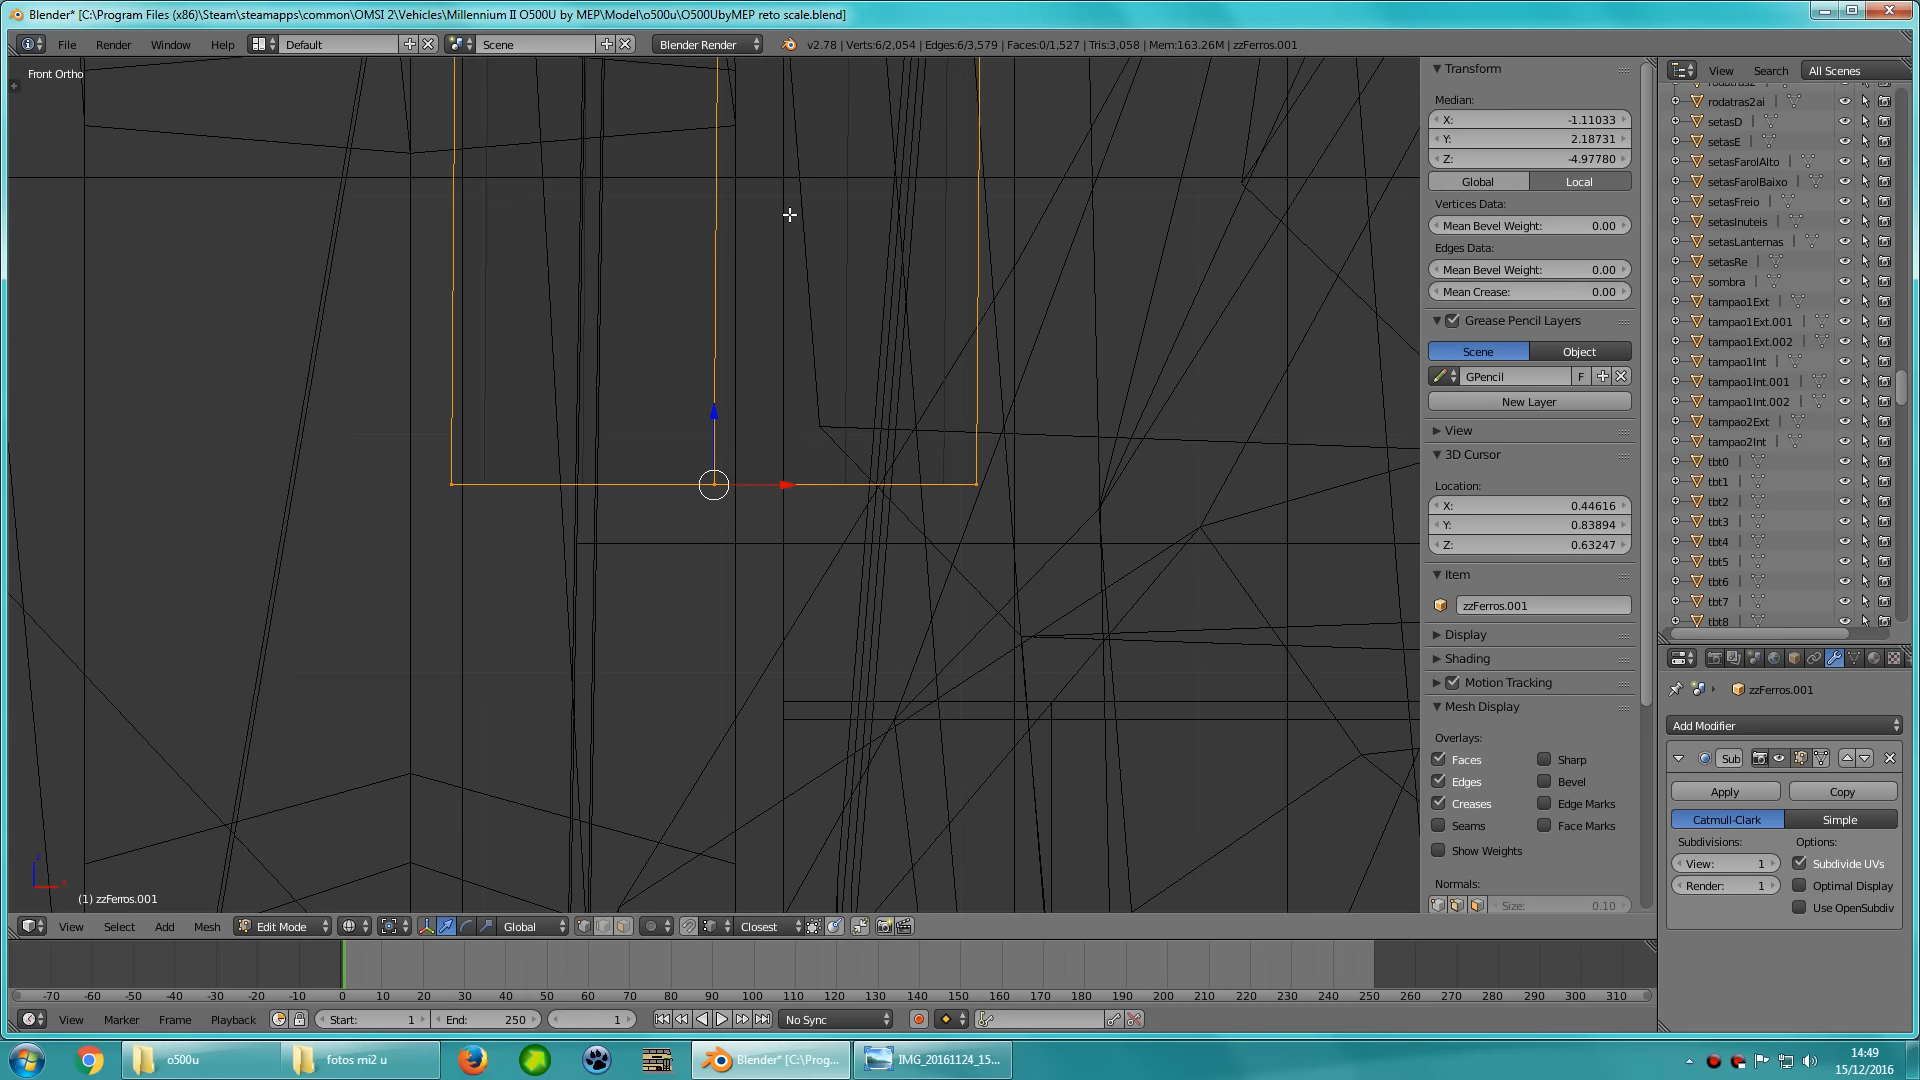 Blender* [C:\Program Files (x86)\Steam\steamapps\common\OMSI 2\Vehicles\Millennium II O500U by MEP\Model\o500u\O500UbyMEP reto scale.blend]
File Render Window Help Default Scene Blender Render v2.78 | Verts:6/2,054 | Edges:6/3,579 | Faces:0/1,527 | Tris:3,058 | Mem:163.26M | zzFerros.001
Front Ortho
(1) zzFerros.001
View Select Add Mesh Edit Mode Global Closest
Transform
Median:
X: -1.11033
Y: 2.18731
Z: -4.97780
Global Local
Vertices Data:
Mean Bevel Weight: 0.00
Edges Data:
Mean Bevel Weight: 0.00
Mean Crease: 0.00
Grease Pencil Layers
Scene Object
GPencil F
New Layer
View
3D Cursor
Location:
X: 0.44616
Y: 0.83894
Z: 0.63247
Item
zzFerros.001
Display
Shading
Motion Tracking
Mesh Display
Overlays:
Faces Sharp
Edges Bevel
Creases Edge Marks
Seams Face Marks
Show Weights
Normals:
Size: 0.10
View Search All Scenes
rodatras2ai
setasD
setasE
setasFarolAlto
setasFarolBaixo
setasFreio
setasInuteis
setasLanternas
setasRe
sombra
tampao1Ext
tampao1Ext.001
tampao1Ext.002
tampao1Int
tampao1Int.001
tampao1Int.002
tampao2Ext
tampao2Int
tbt0
tbt1
tbt2
tbt3
tbt4
tbt5
tbt6
tbt7
tbt8
zzFerros.001
Add Modifier
Sub
Apply Copy
Catmull-Clark Simple
Subdivisions: Options:
View: 1 Subdivide UVs
Render: 1 Optimal Display
Use OpenSubdiv
-70 -60 -50 -40 -30 -20 -10 0 10 20 30 40 50 60 70 80 90 100 110 120 130 140 150 160 170 180 190 200 210 220 230 240 250 260 270 280 290 300 310
View Marker Frame Playback Start: 1 End: 250 1 No Sync
o500u fotos mi2 u Blender* [C:\Prog... IMG_20161124_15...
14:49
15/12/2016